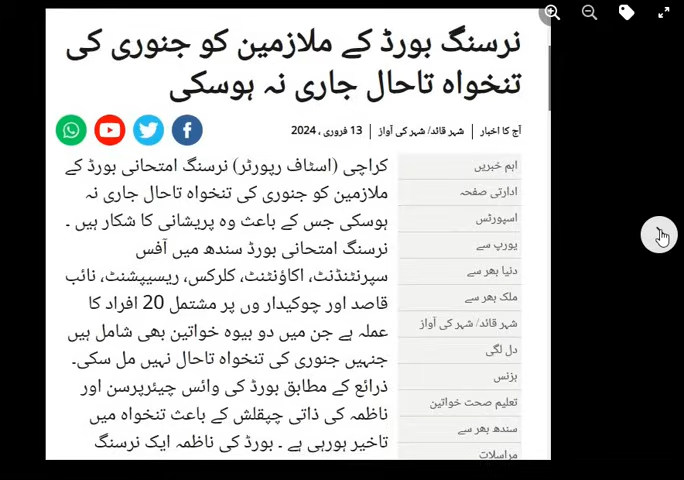 نرسنگ بورڈ کے ملازمین کو جنوری کی
تنخواہ تاحال جاری نہ ہوسکی
آج کا اخبار | شہر قائد/ شہر کی آواز | 13 فروری ، 2024
اہم خبریں
ادارتی صفحہ
اسپورٹس
یورپ سے
دنیا بھر سے
ملک بھر سے
شہر قائد/ شہر کی آواز
دل لگی
بزنس
تعلیم صحت خواتین
سندھ بھر سے
مراسلات
کراچی (اسٹاف رپورٹر) نرسنگ امتحانی بورڈ کے
ملازمین کو جنوری کی تنخواہ تاحال جاری نہ
ہوسکی جس کے باعث وہ پریشانی کا شکار ہیں ۔
نرسنگ امتحانی بورڈ سندھ میں آفس
سپرنٹنڈنٹ، اکاؤنٹنٹ، کلرکس، ریسیپشنٹ، نائب
قاصد اور چوکیدار وں پر مشتمل 20 افراد کا
عملہ ہے جن میں دو بیوہ خواتین بھی شامل ہیں
جنہیں جنوری کی تنخواہ تاحال نہیں مل سکی۔
ذرائع کے مطابق بورڈ کی وائس چیئرپرسن اور
ناظمہ کی ذاتی چپقلش کے باعث تنخواہ میں
تاخیر ہورہی ہے ۔ بورڈ کی ناظمہ ایک نرسنگ